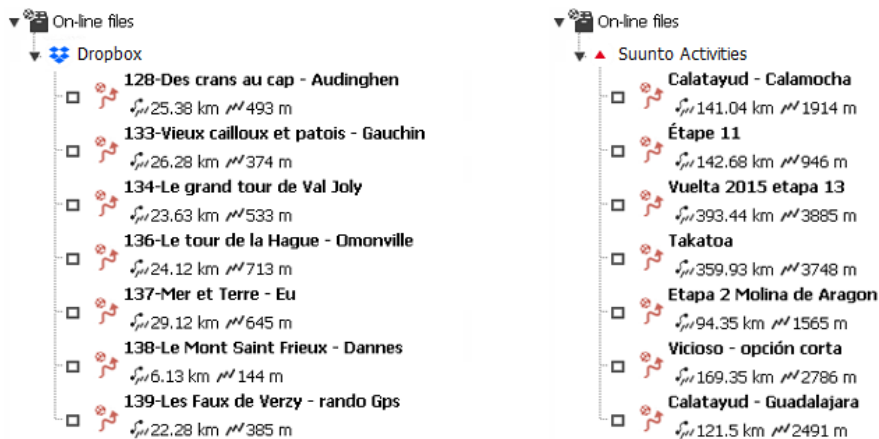 On-line files
Dropbox
128-Des crans au cap - Audinghen
25.38 km 493 m
133-Vieux cailloux et patois - Gauchin
26.28 km 374 m
134-Le grand tour de Val Joly
23.63 km 533 m
136-Le tour de la Hague - Omonville
24.12 km 713 m
137-Mer et Terre - Eu
29.12 km 645 m
138-Le Mont Saint Frieux - Dannes
6.13 km 144 m
139-Les Faux de Verzy - rando Gps
22.28 km 385 m
On-line files
Suunto Activities
Calatayud - Calamocha
141.04 km 1914 m
Étape 11
142.68 km 946 m
Vuelta 2015 etapa 13
393.44 km 3885 m
Takatoa
359.93 km 3748 m
Etapa 2 Molina de Aragon
94.35 km 1565 m
Vicioso - opción corta
169.35 km 2786 m
Calatayud - Guadalajara
121.5 km 2491 m